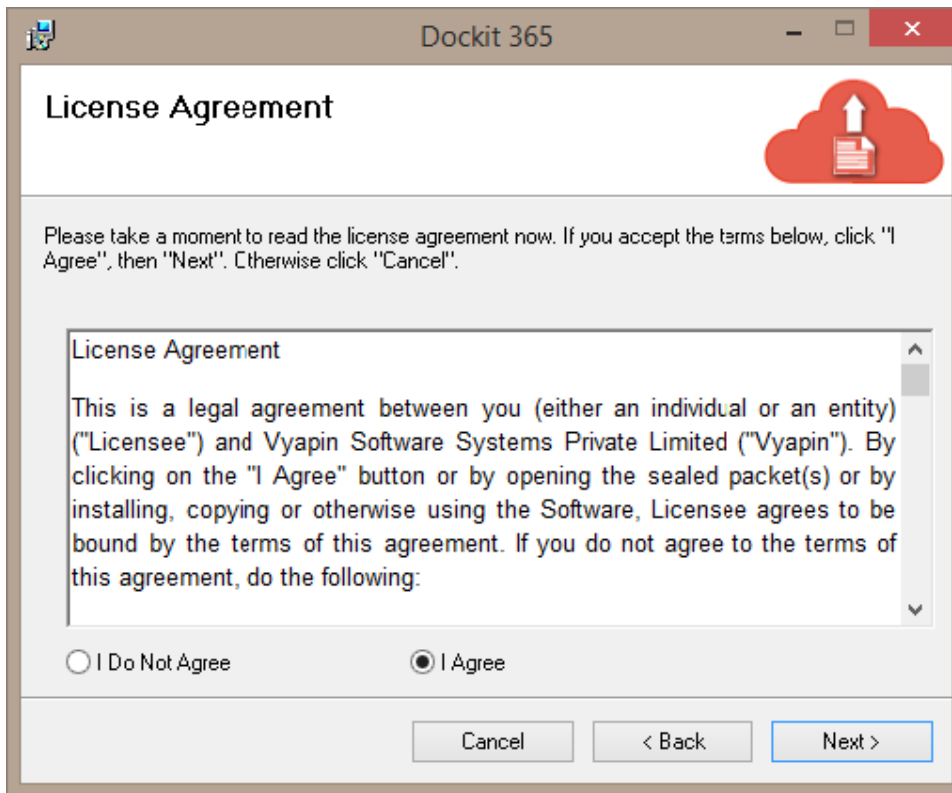 Dockit 365
License Agreement
Please take a moment to read the license agreement now. If you accept the terms below, click "I
Agree", then "Next". Otherwise click "Cancel".
License Agreement
This is a legal agreement between you (either an individual or an entity)
("Licensee") and Vyapin Software Systems Private Limited ("Vyapin"). By
clicking on the "I Agree" button or by opening the sealed packet(s) or by
installing, copying or otherwise using the Software, Licensee agrees to be
bound by the terms of this agreement. If you do not agree to the terms of
this agreement, do the following:
I Do Not Agree
I Agree
Cancel
< Back
Next >